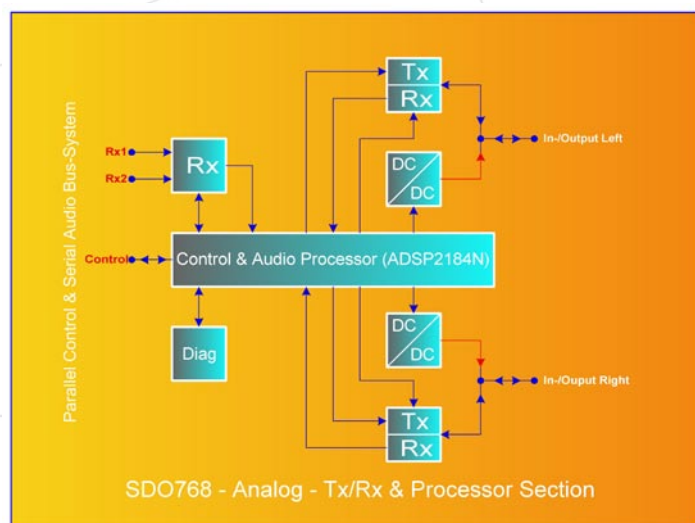 Tx
Rx
In-/Output Left
Rx1
Rx2
Rx
DC
DC
Control
Control & Audio Processor (ADSP2184N)
Parallel Control & Serial Audio Bus-System
Diag
DC
DC
In-/Ouput Right
Tx
Rx
SDO768 - Analog - Tx/Rx & Processor Section